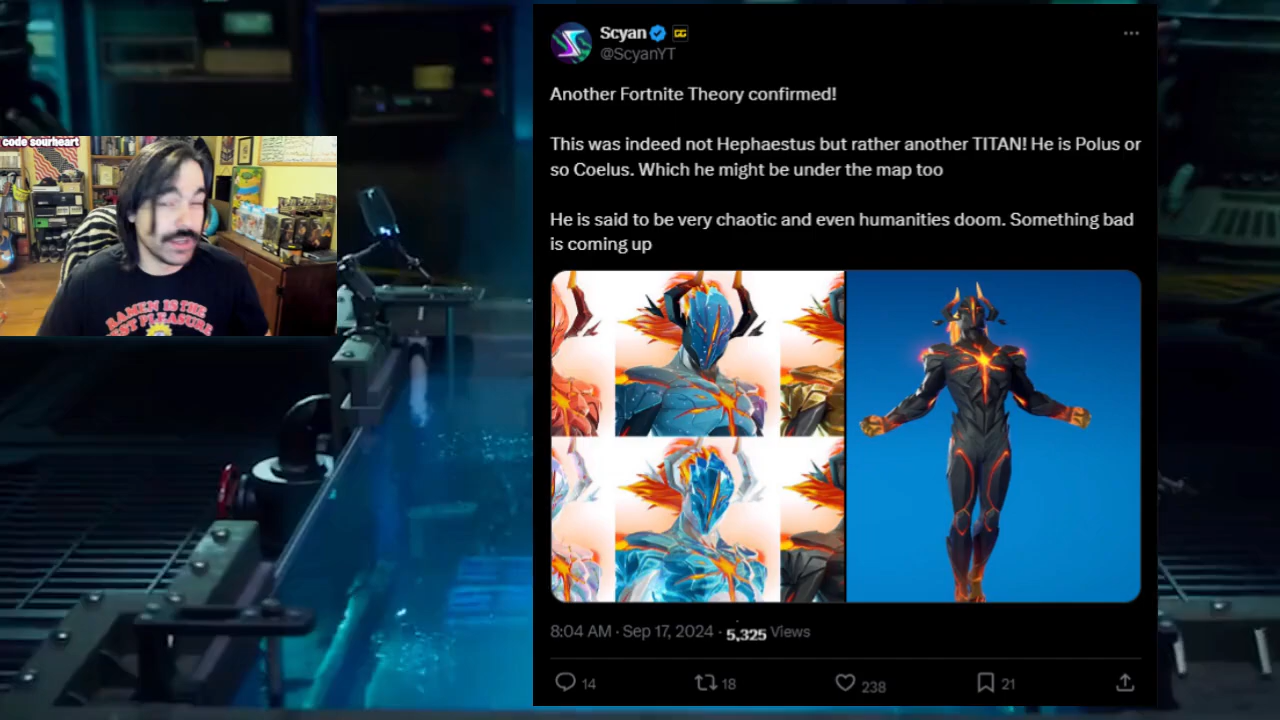 code sourheart
RAMEN IS THE
PLEASURE
Scyan
GG
@ScyanYT
Another Fortnite Theory confirmed!
This was indeed not Hephaestus but rather another TITAN! He is Polus or
so Coelus. Which he might be under the map too
He is said to be very chaotic and even humanities doom. Something bad
is coming up
8:04 AM · Sep 17, 2024 · 5,325 Views
14
18
238
21